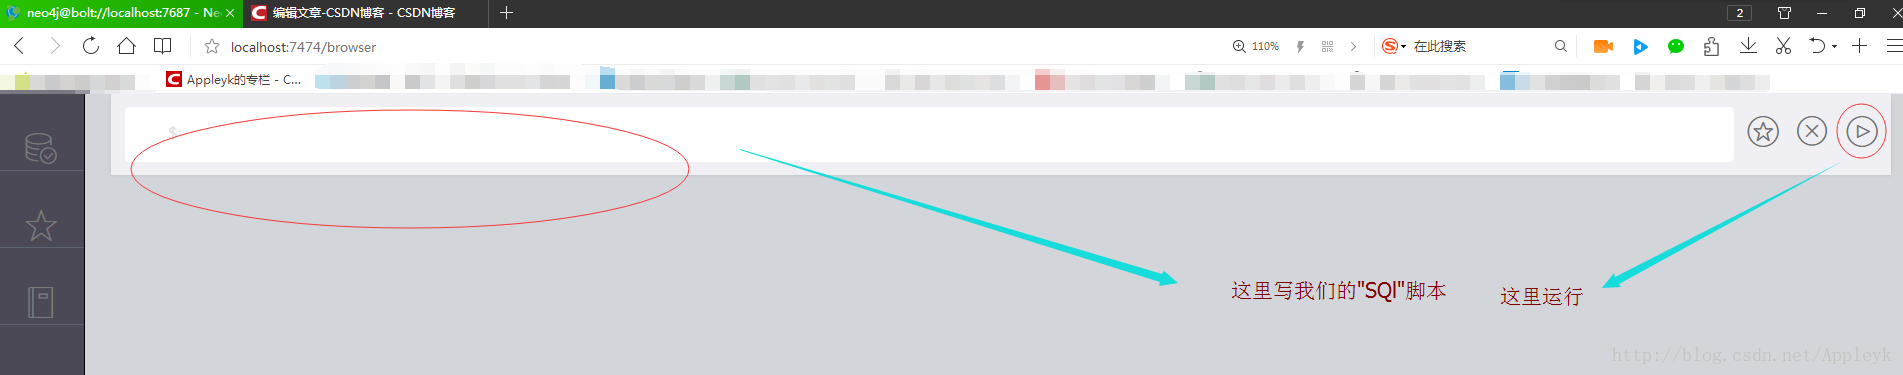 neo4j@bolt://localhost:7687 - Ne
编辑文章-CSDN博客 - CSDN博客
2
localhost:7474/browser
110%
在此搜索
Appleyk的专栏 - C...
$
这里写我们的"SQl"脚本
这里运行
http://blog.csdn.net/Appleyk